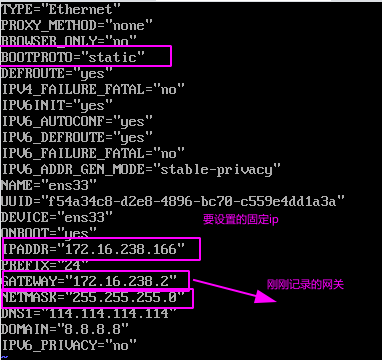 TYPE="Ethernet"
PROXY_METHOD="none"
BROWSER_ONLY="no"
BOOTPROTO="static"
DEFROUTE="yes"
IPV4_FAILURE_FATAL="no"
IPV6INIT="yes"
IPV6_AUTOCONF="yes"
IPV6_DEFROUTE="yes"
IPV6_FAILURE_FATAL="no"
IPV6_ADDR_GEN_MODE="stable-privacy"
NAME="ens33"
UUID="f54a34c8-d2e8-4896-bc70-c559e4dd1a3a"
DEVICE="ens33"
要设置的固定ip
ONBOOT="yes"
IPADDR="172.16.238.166"
PREFIX="24"
GATEWAY="172.16.238.2"
刚刚记录的网关
NETMASK="255.255.255.0"
DNS1="114.114.114.114"
DOMAIN="8.8.8.8"
IPV6_PRIVACY="no"
~